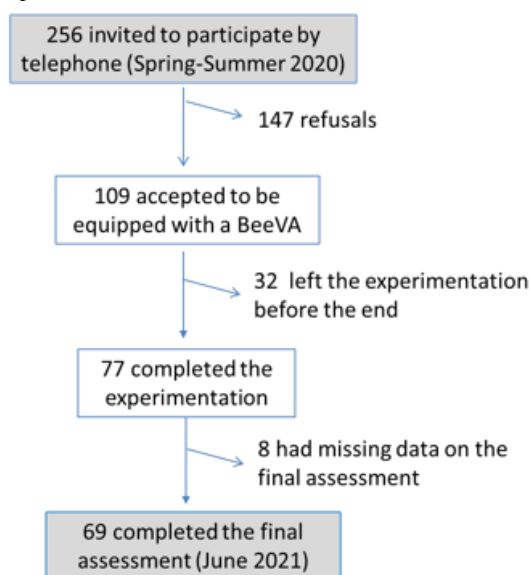 256 invited to participate by
telephone (Spring-Summer 2020)
147 refusals
109 accepted to be
equipped with a BeeVA
32 left the experimentation
before the end
77 completed the
experimentation
8 had missing data on the
final assessment
69 completed the final
assessment (June 2021)